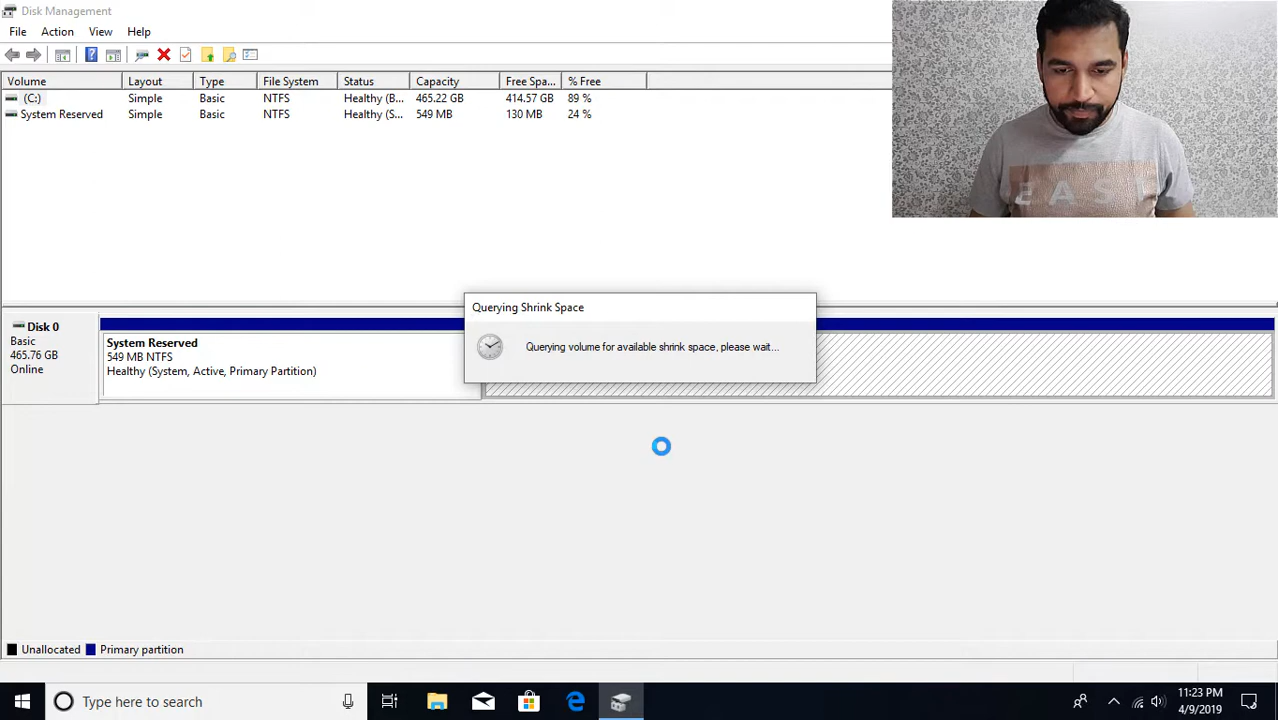 Disk Management
File Action View Help
Volume Layout Type File System Status Capacity Free Spa... % Free
(C:) Simple Basic NTFS Healthy (B... 465.22 GB 414.57 GB 89 %
System Reserved Simple Basic NTFS Healthy (S... 549 MB 130 MB 24 %
EAST
Querying Shrink Space
Querying volume for available shrink space, please wait...
Disk 0
Basic
465.76 GB
Online
System Reserved
549 MB NTFS
Healthy (System, Active, Primary Partition)
Unallocated Primary partition
Type here to search
11:23 PM
4/9/2019